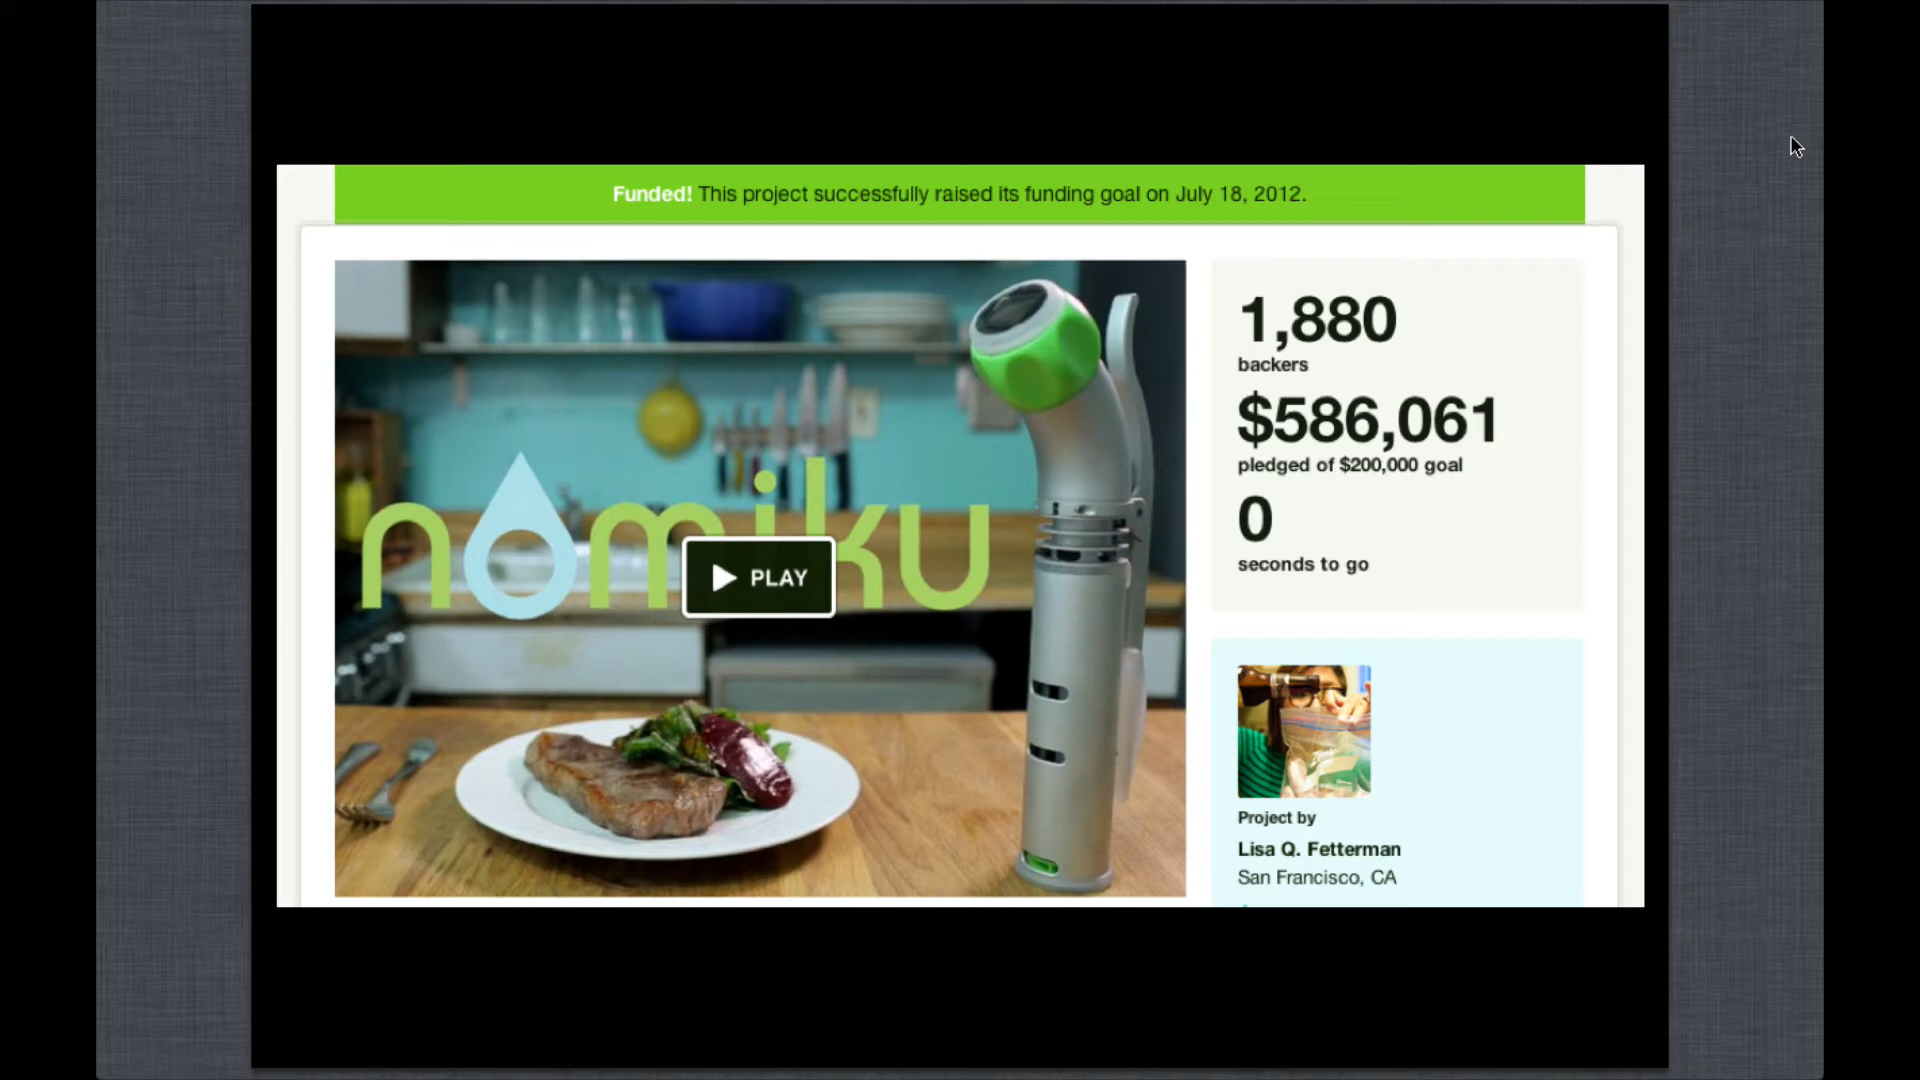 Funded! This project successfully raised its funding goal on July 18, 2012.
nomiku
PLAY
1,880
backers
$586,061
pledged of $200,000 goal
0
seconds to go
Project by
Lisa Q. Fetterman
San Francisco, CA